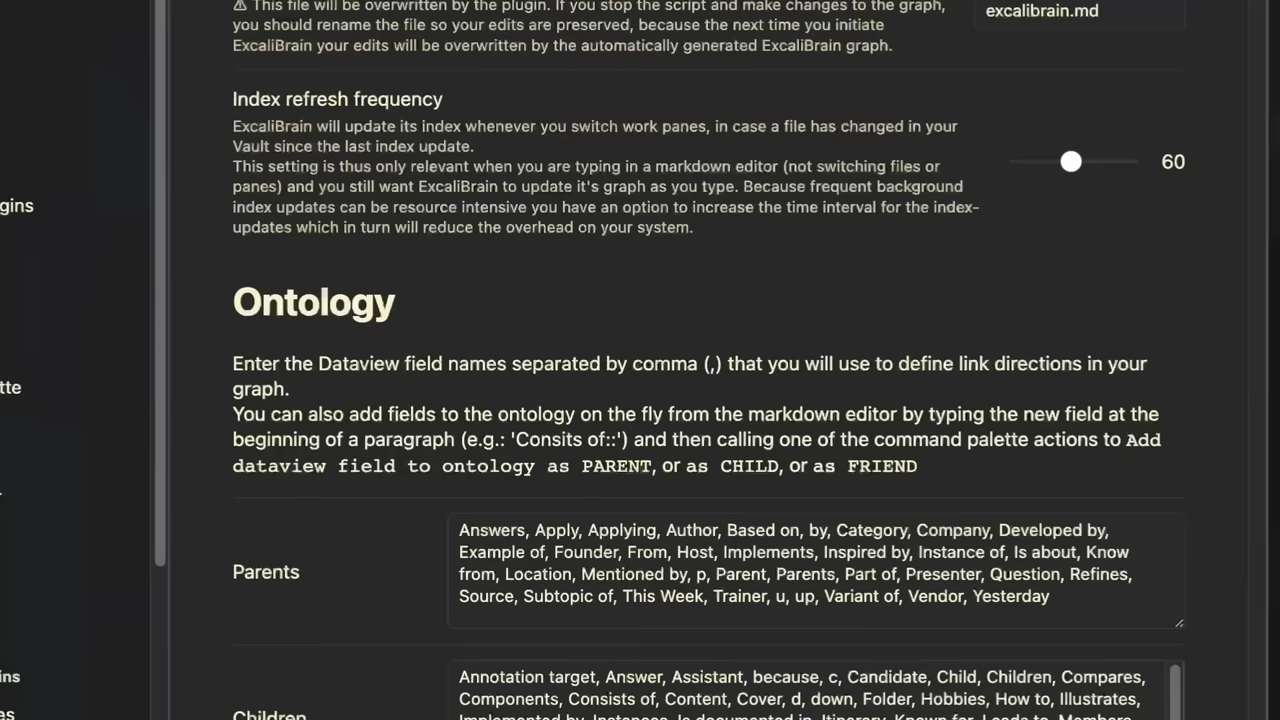 ⚠ This file will be overwritten by the plugin. If you stop the script and make changes to the graph,
you should rename the file so your edits are preserved, because the next time you initiate
ExcaliBrain your edits will be overwritten by the automatically generated ExcaliBrain graph.
excalibrain.md
Index refresh frequency
ExcaliBrain will update its index whenever you switch work panes, in case a file has changed in your
Vault since the last index update.
This setting is thus only relevant when you are typing in a markdown editor (not switching files or
panes) and you still want ExcaliBrain to update it's graph as you type. Because frequent background
index updates can be resource intensive you have an option to increase the time interval for the index-
updates which in turn will reduce the overhead on your system.
60
gins
Ontology
Enter the Dataview field names separated by comma (,) that you will use to define link directions in your
graph.
tte
You can also add fields to the ontology on the fly from the markdown editor by typing the new field at the
beginning of a paragraph (e.g.: 'Consits of::') and then calling one of the command palette actions to Add
dataview field to ontology as PARENT, or as CHILD, or as FRIEND
Parents
Answers, Apply, Applying, Author, Based on, by, Category, Company, Developed by,
Example of, Founder, From, Host, Implements, Inspired by, Instance of, Is about, Know
from, Location, Mentioned by, p, Parent, Parents, Part of, Presenter, Question, Refines,
Source, Subtopic of, This Week, Trainer, u, up, Variant of, Vendor, Yesterday
ins
Children
Annotation target, Answer, Assistant, because, c, Candidate, Child, Children, Compares,
Components, Consists of, Content, Cover, d, down, Folder, Hobbies, How to, Illustrates,
Implemented by, Instances, Is documented in, Itinerary, Known for, Leads to, Members